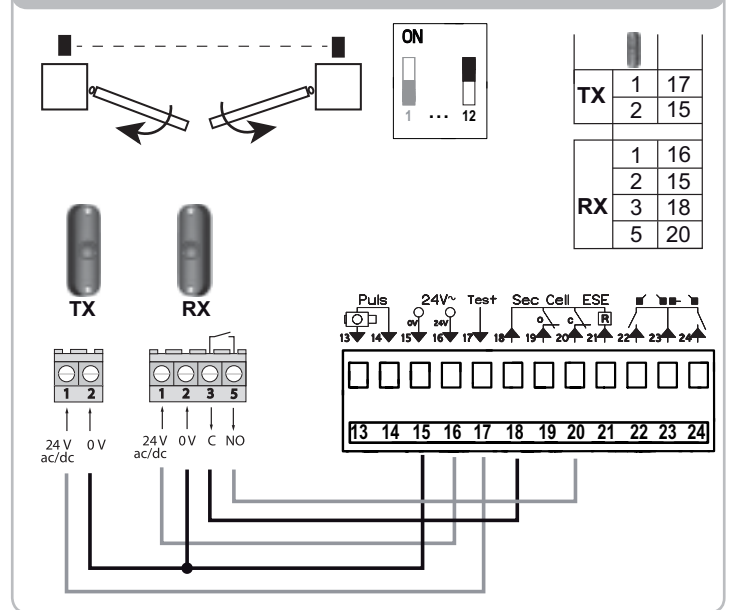 ON
1 ... 12
TX 1 17
2 15
RX 1 16
2 15
3 18
5 20
TX RX
Puls 24V~ Test Sec Cell ESE
0V 24V O C R
13 14 15 16 17 18 19 20 21 22 23 24
1 2
1 2 3 5
13 14 15 16 17 18 19 20 21 22 23 24
24 V ac/dc 0 V
24 V ac/dc 0 V C NO